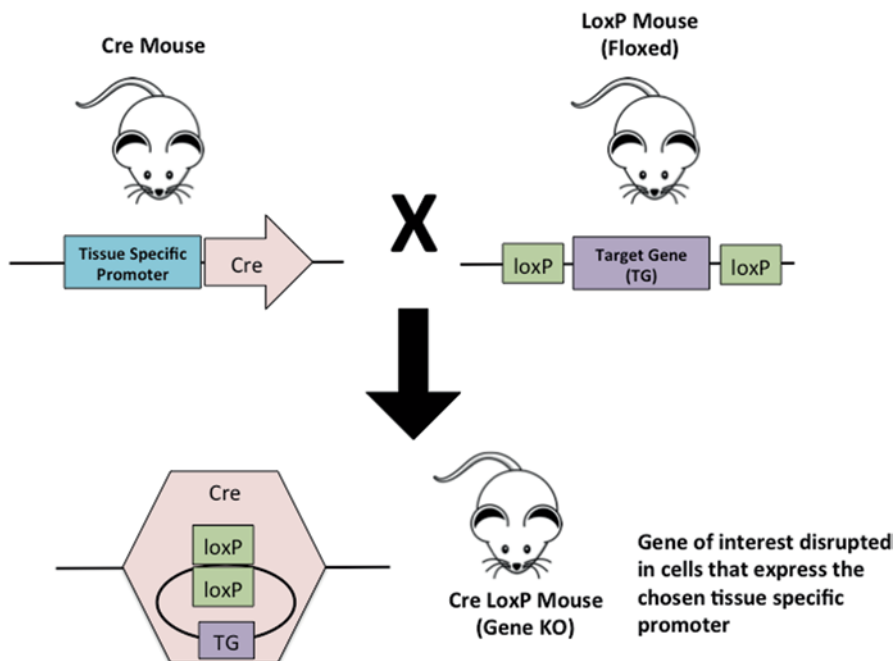 Cre Mouse
LoxP Mouse
(Floxed)
X
Tissue Specific
Promoter
Cre
loxP
Target Gene
(TG)
loxP
Cre
loxP
loxP
TG
Cre LoxP Mouse
(Gene KO)
Gene of interest disrupted
in cells that express the
chosen tissue specific
promoter